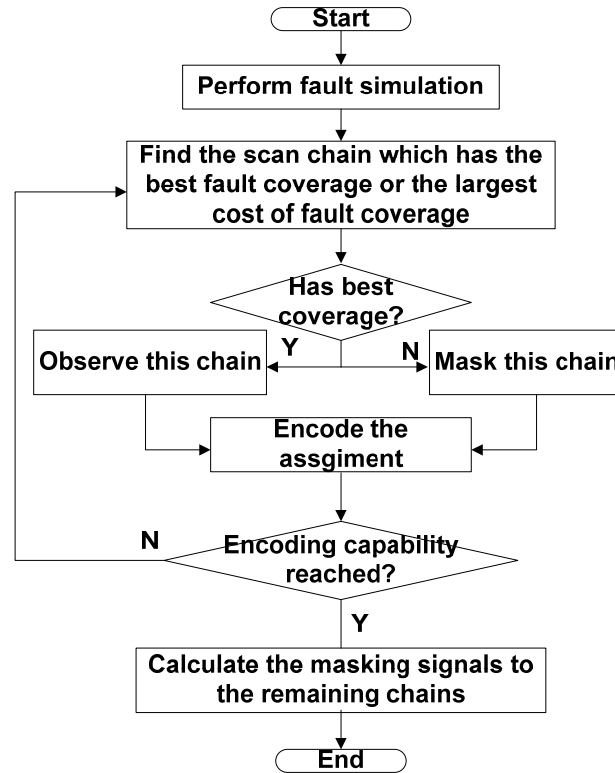 Start
Perform fault simulation
Find the scan chain which has the
best fault coverage or the largest
cost of fault coverage
Has best
coverage?
Y
N
Observe this chain
Mask this chain
Encode the
assgiment
N
Encoding capability
reached?
Y
Calculate the masking signals to
the remaining chains
End